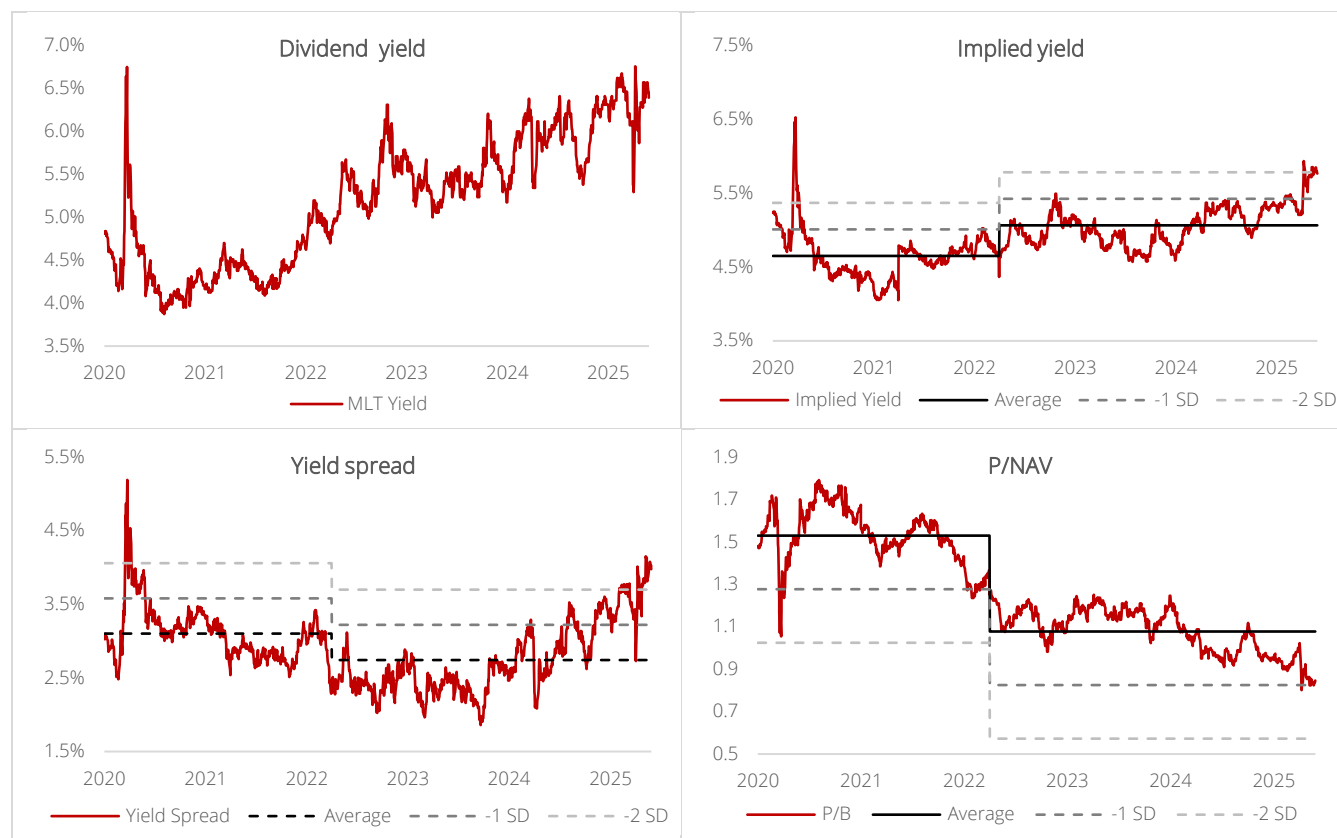 Dividend yield
7.0%
6.5%
6.0%
5.5%
5.0%
4.5%
4.0%
3.5%
2020 2021 2022 2023 2024 2025
MLT Yield
Implied yield
7.5%
6.5%
5.5%
4.5%
3.5%
2020 2021 2022 2023 2024 2025
Implied Yield Average -1 SD -2 SD
Yield spread
5.5%
4.5%
3.5%
2.5%
1.5%
2020 2021 2022 2023 2024 2025
Yield Spread Average -1 SD -2 SD
P/NAV
1.9
1.7
1.5
1.3
1.1
0.9
0.7
0.5
2020 2021 2022 2023 2024 2025
P/B Average -1 SD -2 SD